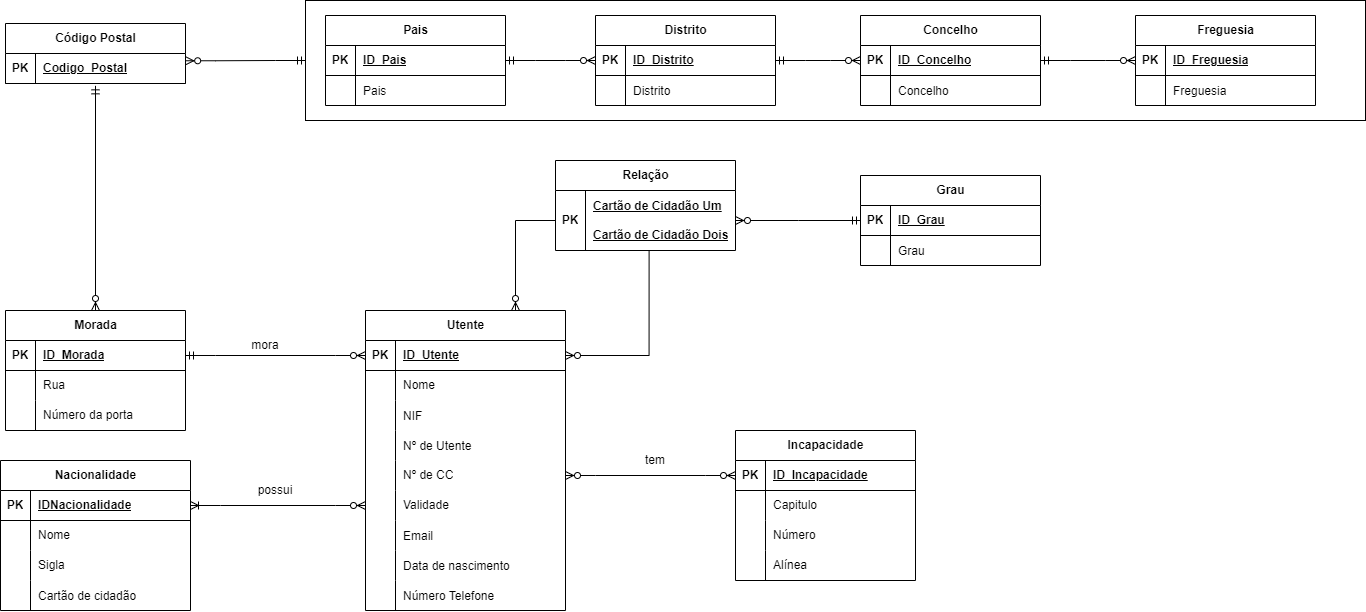 Código Postal
PK Codigo_Postal
Pais
PK ID_Pais
Pais
Distrito
PK ID_Distrito
Distrito
Concelho
PK ID_Concelho
Concelho
Freguesia
PK ID_Freguesia
Freguesia
Relação
Cartão de Cidadão Um
PK
Cartão de Cidadão Dois
Grau
PK ID_Grau
Grau
Morada
PK ID_Morada
Rua
Número da porta
mora
Utente
PK ID_Utente
Nome
NIF
Nº de Utente
Nº de CC
Validade
Email
Data de nascimento
Número Telefone
Nacionalidade
PK IDNacionalidade
Nome
Sigla
Cartão de cidadão
possui
tem
Incapacidade
PK ID_Incapacidade
Capitulo
Número
Alínea